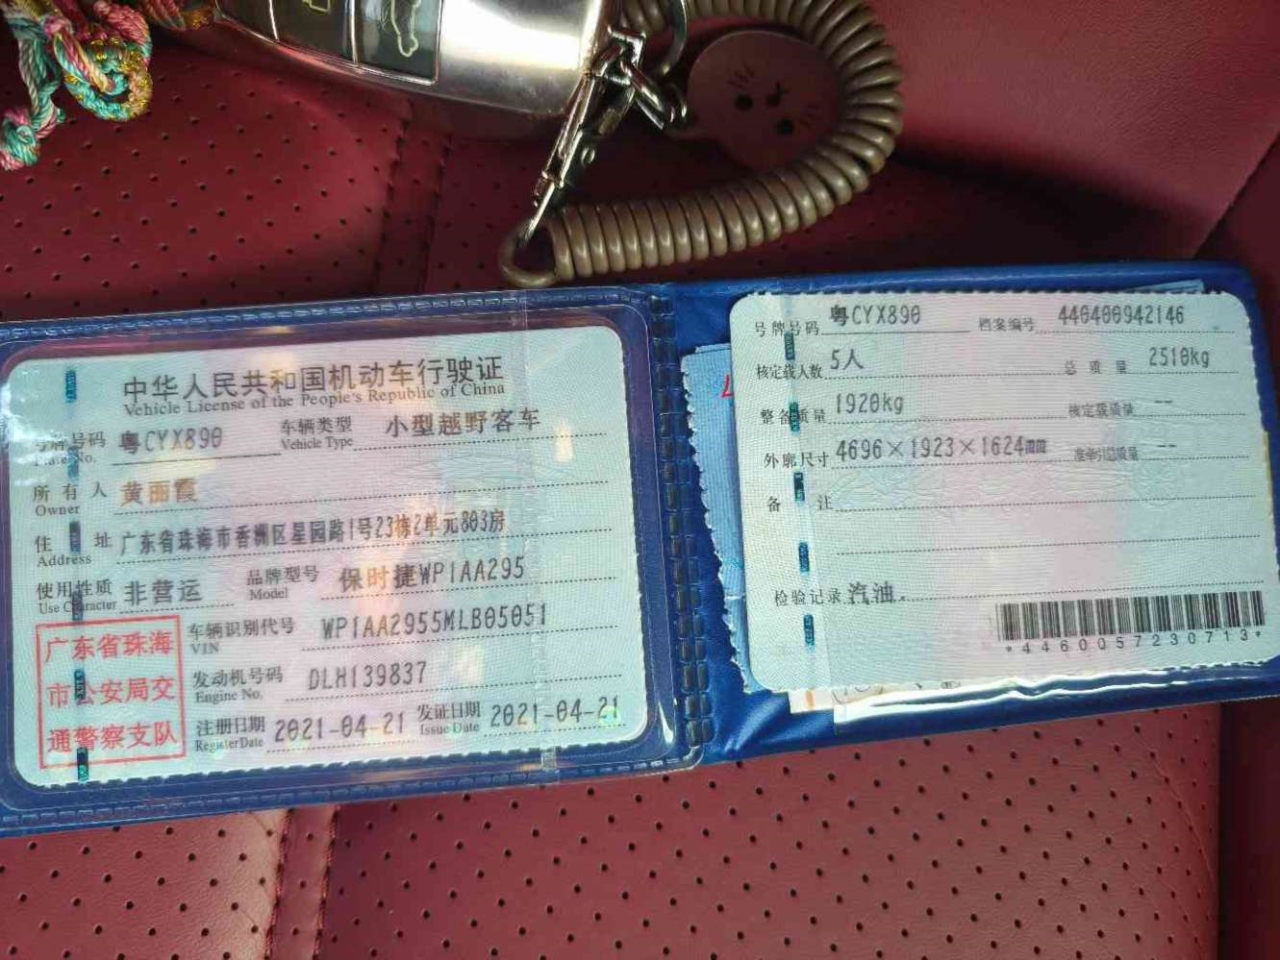 中华人民共和国机动车行驶证
Vehicle License of the People's Republic of China
号牌号码 粤CYX890 车辆类型 小型越野客车
Plate No. Vehicle Type
所有人 黄丽霞
Owner
住址 广东省珠海市香洲区星园路1号23栋2单元803房
Address
使用性质 非营运 品牌型号 保时捷WP1AA295
Use Character Model
广东省珠海
市公安局交
通警察支队
车辆识别代号 WP1AA2955MLB05051
VIN
发动机号码 DLH139837
Engine No.
注册日期 2021-04-21 发证日期 2021-04-21
Register Date Issue Date
号牌号码 粤CYX890 档案编号 440400942146
核定载人数 5人 总质量 2510kg
整备质量 1920kg 核定载质量 --
外廓尺寸 4696×1923×1624mm 准牵引总质量 --
备注
检验记录 汽油.
*4460057230713*